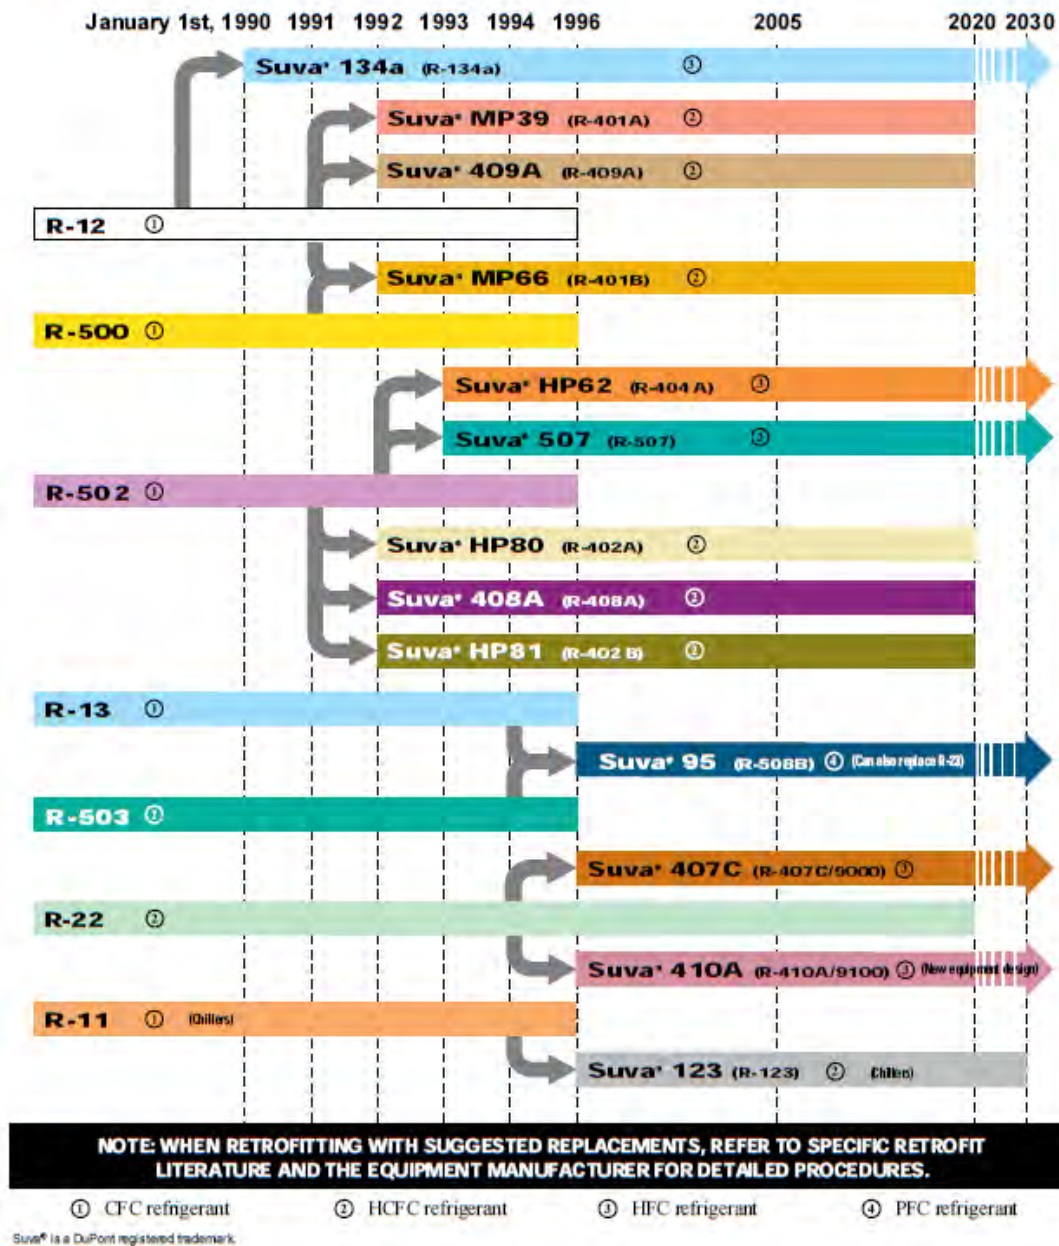 January 1st, 1990 1991 1992 1993 1994 1996 2005 2020 2030
Suva® 134a (R-134a) ③
Suva® MP39 (R-401A) ②
Suva® 409A (R-409A) ②
R-12 ①
Suva® MP66 (R-401B) ②
R-500 ①
Suva® HP62 (R-404A) ③
Suva® 507 (R-507) ③
R-502 ①
Suva® HP80 (R-402A) ②
Suva® 408A (R-408A) ②
Suva® HP81 (R-402B) ②
R-13 ①
Suva® 95 (R-508B) ④ (Can also replace R-23)
R-503 ②
Suva® 407C (R-407C/9000) ③
R-22 ②
Suva® 410A (R-410A/9100) ③ (New equipment design)
R-11 ① (Chillers)
Suva® 123 (R-123) ② (Chillers)
NOTE: WHEN RETROFITTING WITH SUGGESTED REPLACEMENTS, REFER TO SPECIFIC RETROFIT
LITERATURE AND THE EQUIPMENT MANUFACTURER FOR DETAILED PROCEDURES.
① CFC refrigerant ② HCFC refrigerant ③ HFC refrigerant ④ PFC refrigerant
Suva® is a DuPont registered trademark.